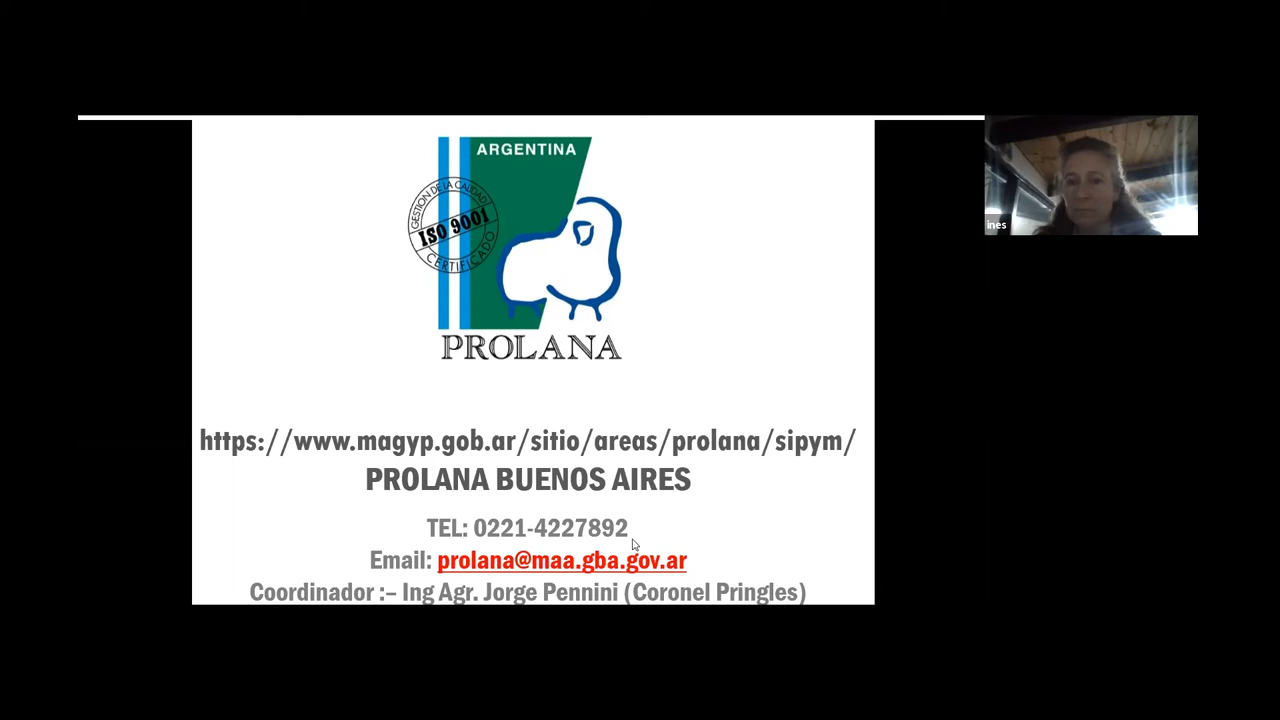 ARGENTINA
GESTION DE LA CALIDAD
ISO 9001
CERTIFICADO
PROLANA
https://www.magyp.gob.ar/sitio/areas/prolana/sipym/
PROLANA BUENOS AIRES
TEL: 0221-4227892
Email: prolana@maa.gba.gov.ar
Coordinador :– Ing Agr. Jorge Pennini (Coronel Pringles)
ines